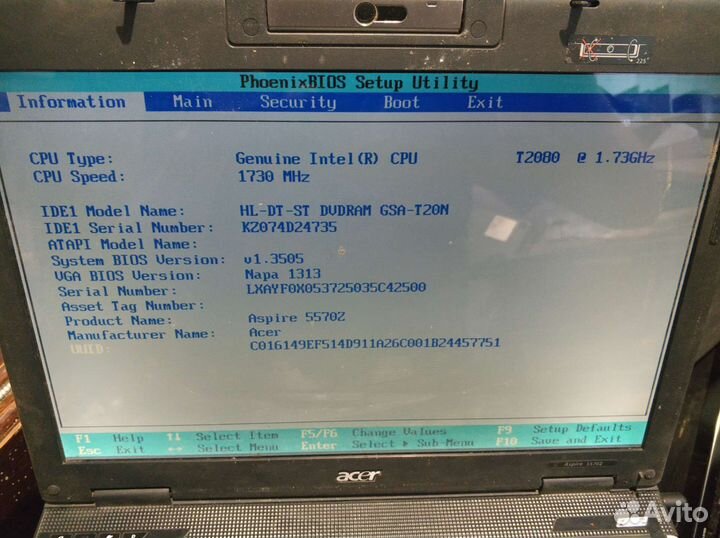 225°
PhoenixBIOS Setup Utility
Information Main Security Boot Exit
CPU Type: Genuine Intel(R) CPU T2080 @ 1.73GHz
CPU Speed: 1730 MHz
IDE1 Model Name: HL-DT-ST DVDRAM GSA-T20N
IDE1 Serial Number: KZ074D24735
ATAPI Model Name:
System BIOS Version: v1.3505
VGA BIOS Version: Napa 1313
Serial Number: LXAYF0X053725035C42500
Asset Tag Number:
Product Name: Aspire 5570Z
Manufacturer Name: Acer
UUID: C016149EF514D911A26C001B24457751
F1 Help ↑↓ Select Item F5/F6 Change Values F9 Setup Defaults
Esc Exit ↔ Select Menu Enter Select ▶ Sub-Menu F10 Save and Exit
acer
Aspire 5570Z
Avito